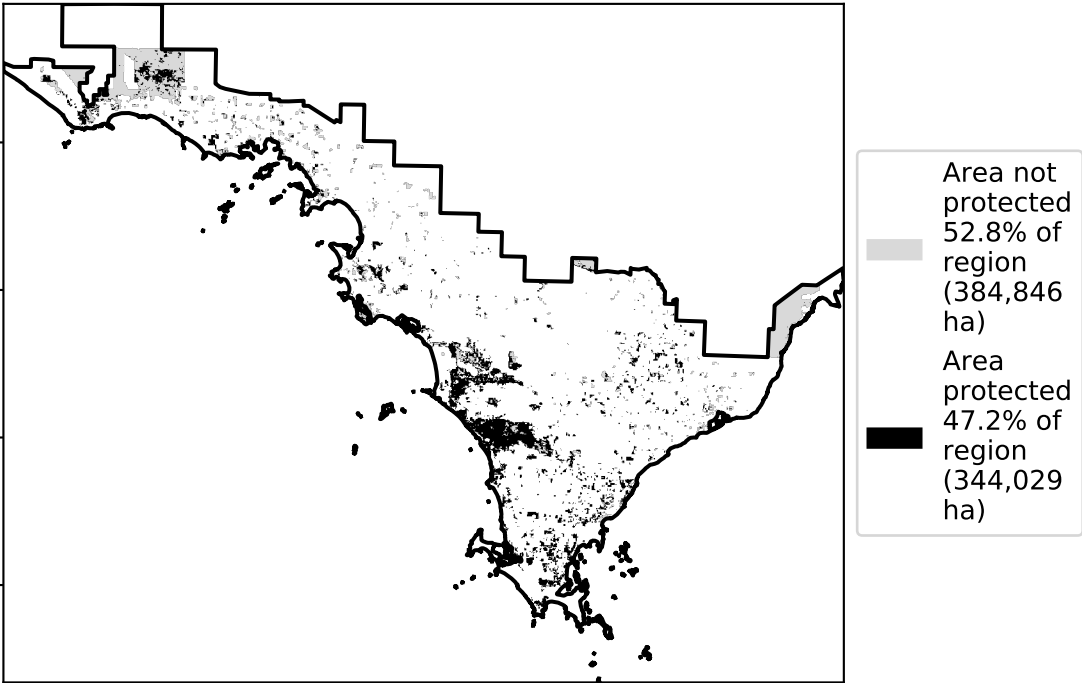 Area not
protected
52.8% of
region
(384,846
ha)
Area
protected
47.2% of
region
(344,029
ha)